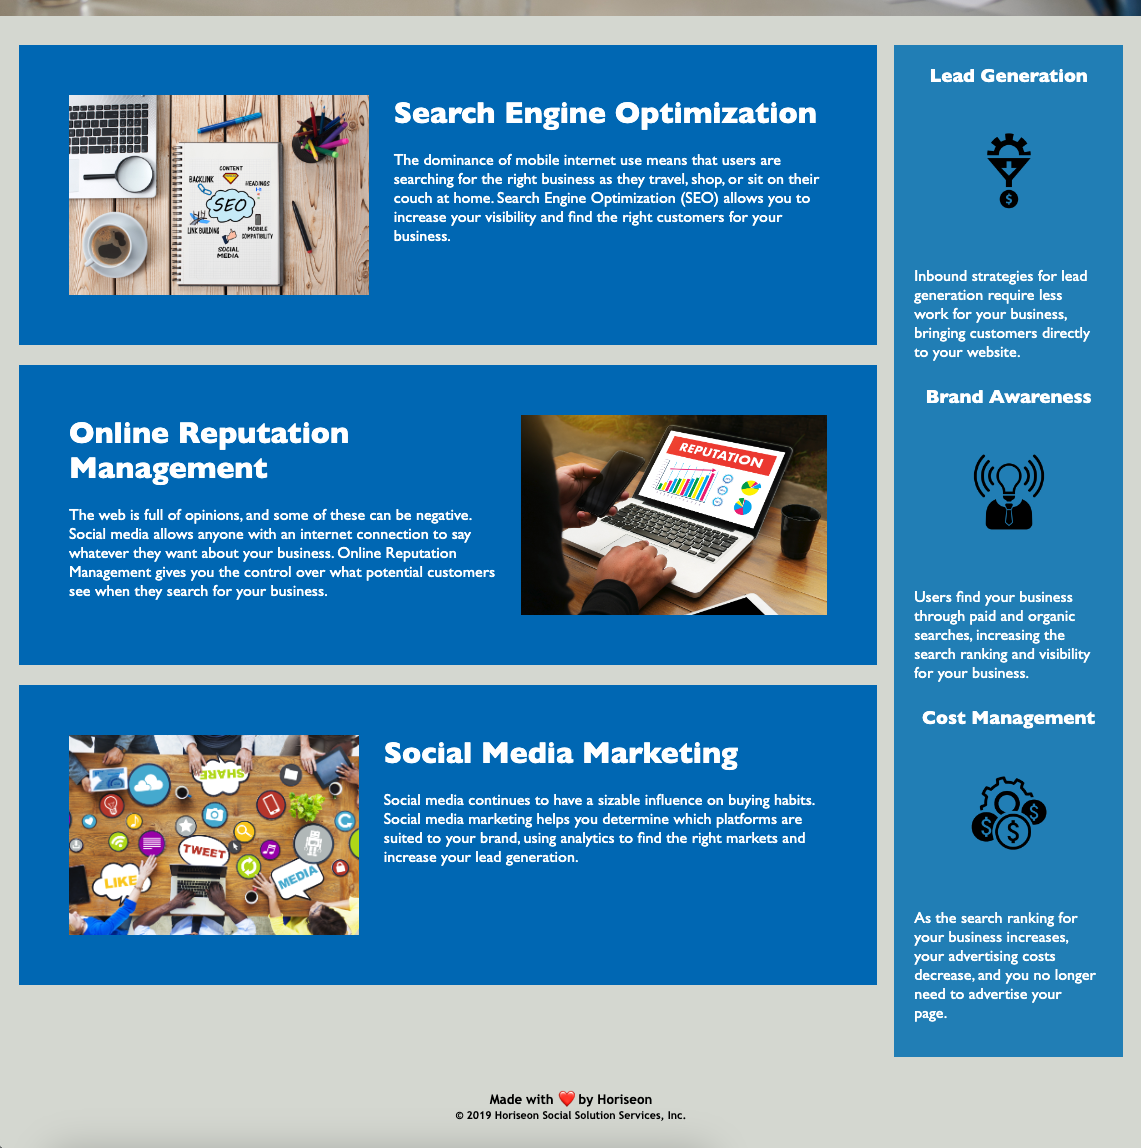 Search Engine Optimization
The dominance of mobile internet use means that users are
searching for the right business as they travel, shop, or sit on their
couch at home. Search Engine Optimization (SEO) allows you to
increase your visibility and find the right customers for your
business.
CONTENT
BACKLINK
HEADINGS
SEO
LINK BUILDING
MOBILE
COMPATIBILITY
SOCIAL
MEDIA
Online Reputation
Management
The web is full of opinions, and some of these can be negative.
Social media allows anyone with an internet connection to say
whatever they want about your business. Online Reputation
Management gives you the control over what potential customers
see when they search for your business.
REPUTATION
Social Media Marketing
Social media continues to have a sizable influence on buying habits.
Social media marketing helps you determine which platforms are
suited to your brand, using analytics to find the right markets and
increase your lead generation.
SHARE
TWEET
LIKE
MEDIA
Lead Generation
$
Inbound strategies for lead
generation require less
work for your business,
bringing customers directly
to your website.
Brand Awareness
Users find your business
through paid and organic
searches, increasing the
search ranking and visibility
for your business.
Cost Management
$ $ $
As the search ranking for
your business increases,
your advertising costs
decrease, and you no longer
need to advertise your
page.
Made with ❤️ by Horiseon
© 2019 Horiseon Social Solution Services, Inc.